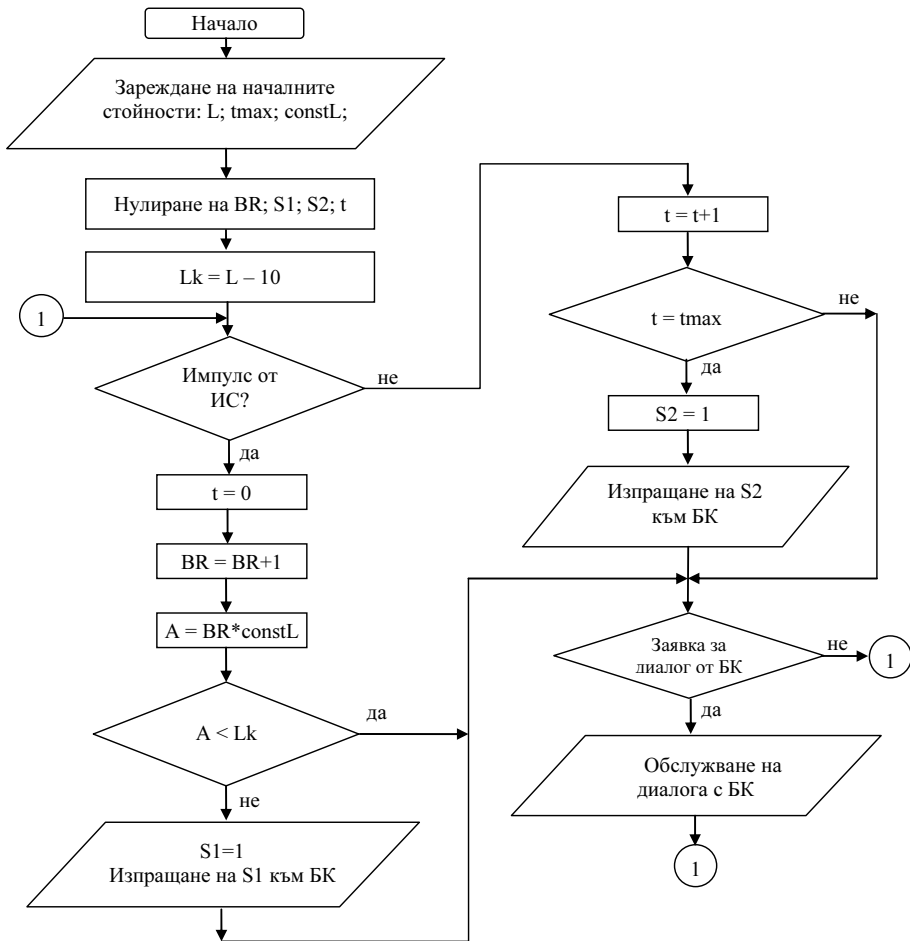 Начало
Зареждане на началните
стойности: L; tmax; constL;
Нулиране на BR; S1; S2; t
Lk = L – 10
1
Импулс от
ИС?
не
да
t = 0
BR = BR+1
A = BR*constL
A < Lk
да
не
S1=1
Изпращане на S1 към БК
t = t+1
t = tmax
не
да
S2 = 1
Изпращане на S2
към БК
Заявка за
диалог от БК
не
1
да
Обслужване на
диалога с БК
1